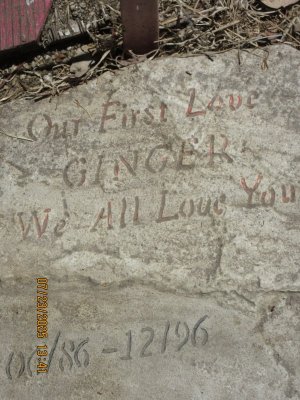 Our First Love
GINGER
We All Love You
06/86 - 12/96